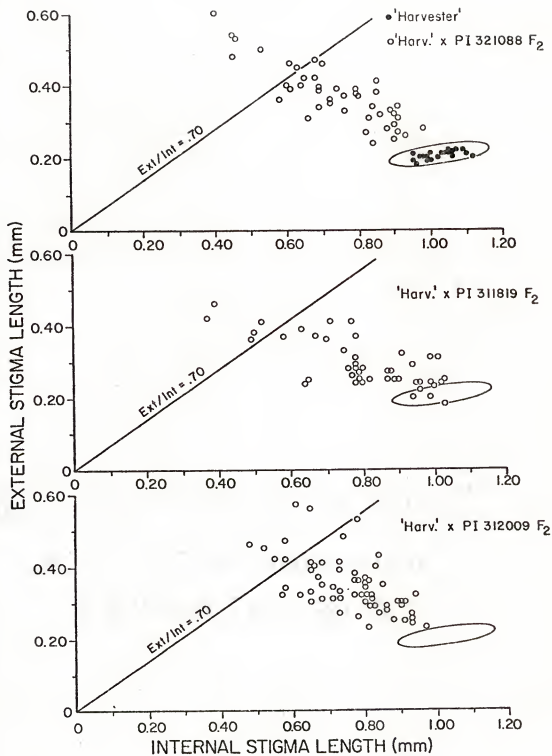 0.60
•'Harvester'
○'Harv.' x PI 321088 F2
0.40
Ext/Int = .70
0.20
0
0 0.20 0.40 0.60 0.80 1.00 1.20
0.60
'Harv.' x PI 311819 F2
0.40
Ext/Int = .70
0.20
0
0 0.20 0.40 0.60 0.80 1.00 1.20
0.60
'Harv.' x PI 312009 F2
0.40
Ext/Int = .70
0.20
0
0 0.20 0.40 0.60 0.80 1.00 1.20
EXTERNAL STIGMA LENGTH (mm)
INTERNAL STIGMA LENGTH (mm)